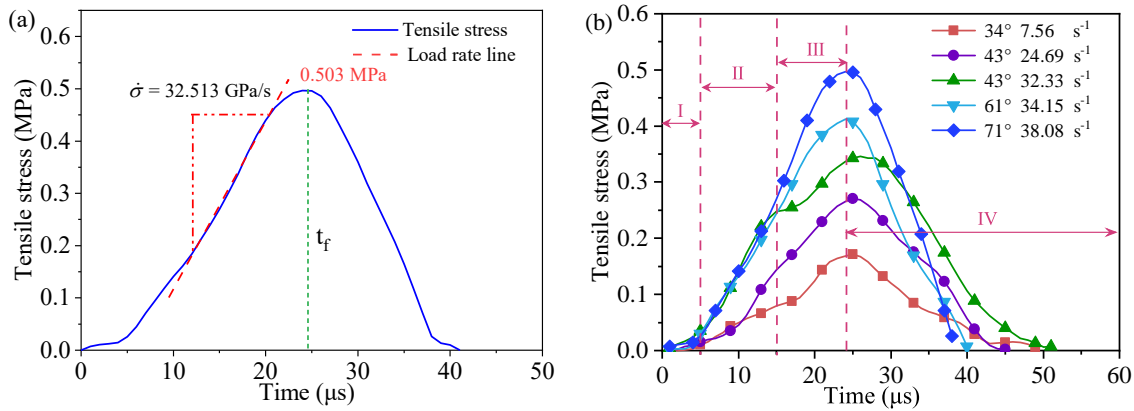 (a)
Tensile stress
Load rate line
0.503 MPa
σ̇ = 32.513 GPa/s
t_f
0.6
0.5
0.4
0.3
0.2
0.1
0.0
Tensile stress (MPa)
0 10 20 30 40 50
Time (μs)
(b)
34° 7.56 s⁻¹
43° 24.69 s⁻¹
43° 32.33 s⁻¹
61° 34.15 s⁻¹
71° 38.08 s⁻¹
I
II
III
IV
0.6
0.5
0.4
0.3
0.2
0.1
0.0
Tensile stress (MPa)
0 10 20 30 40 50 60
Time (μs)